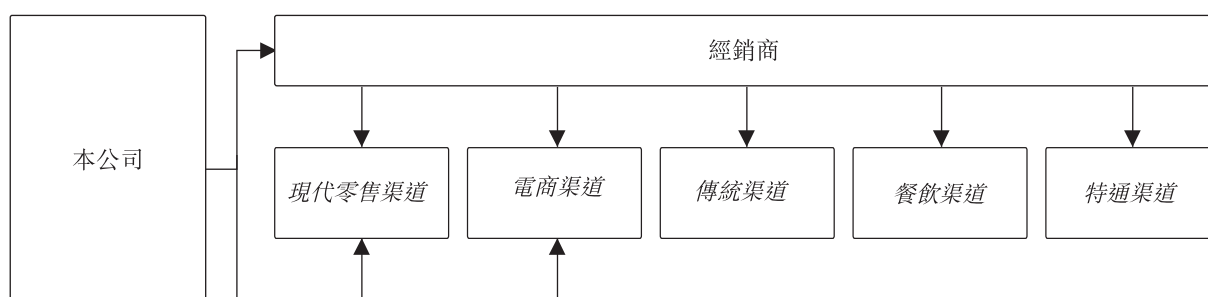 經銷商
本公司
現代零售渠道
電商渠道
傳統渠道
餐飲渠道
特通渠道